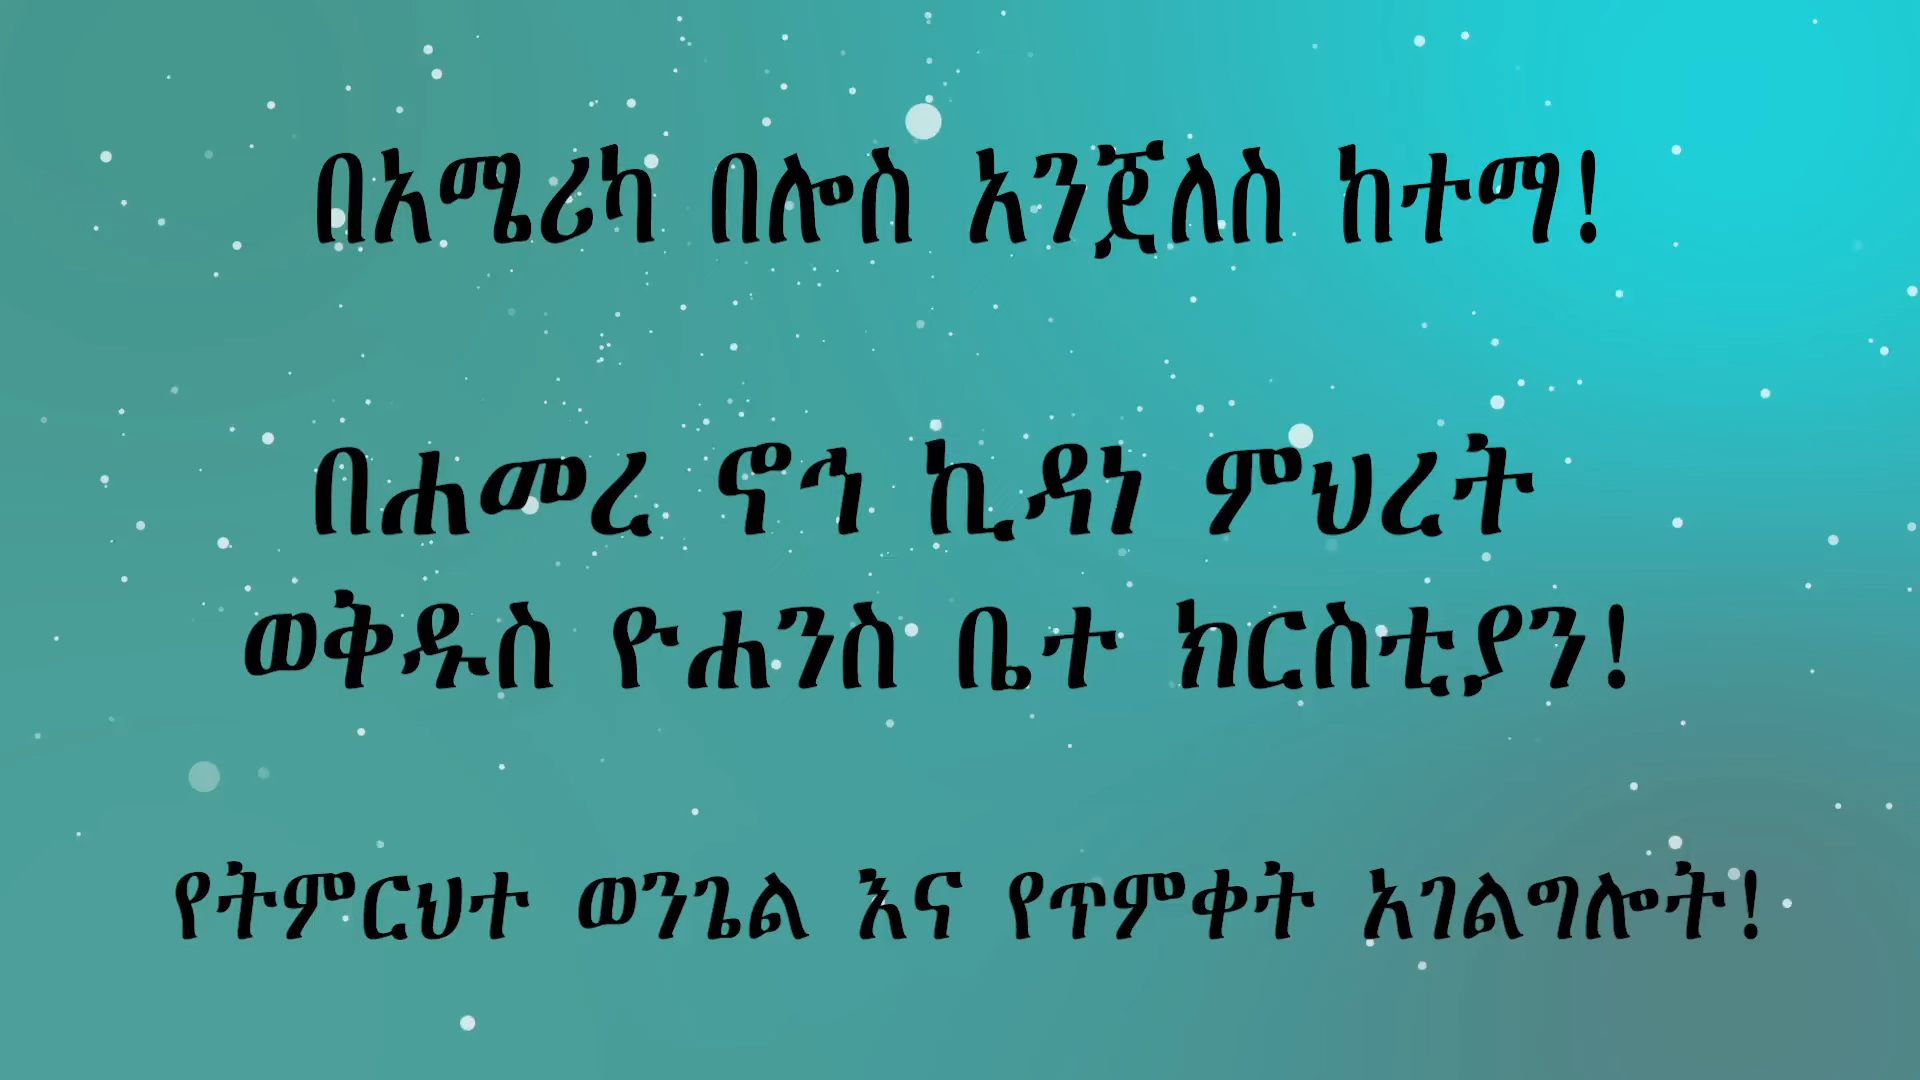 በአሜሪካ በሎስ አንጀለስ ከተማ!
በሐመረ ኖኅ ኪዳነ ምህረት
ወቅዱስ ዮሐንስ ቤተ ክርስቲያን!
የትምርህተ ወንጌል እና የጥምቀት አገልግሎት!